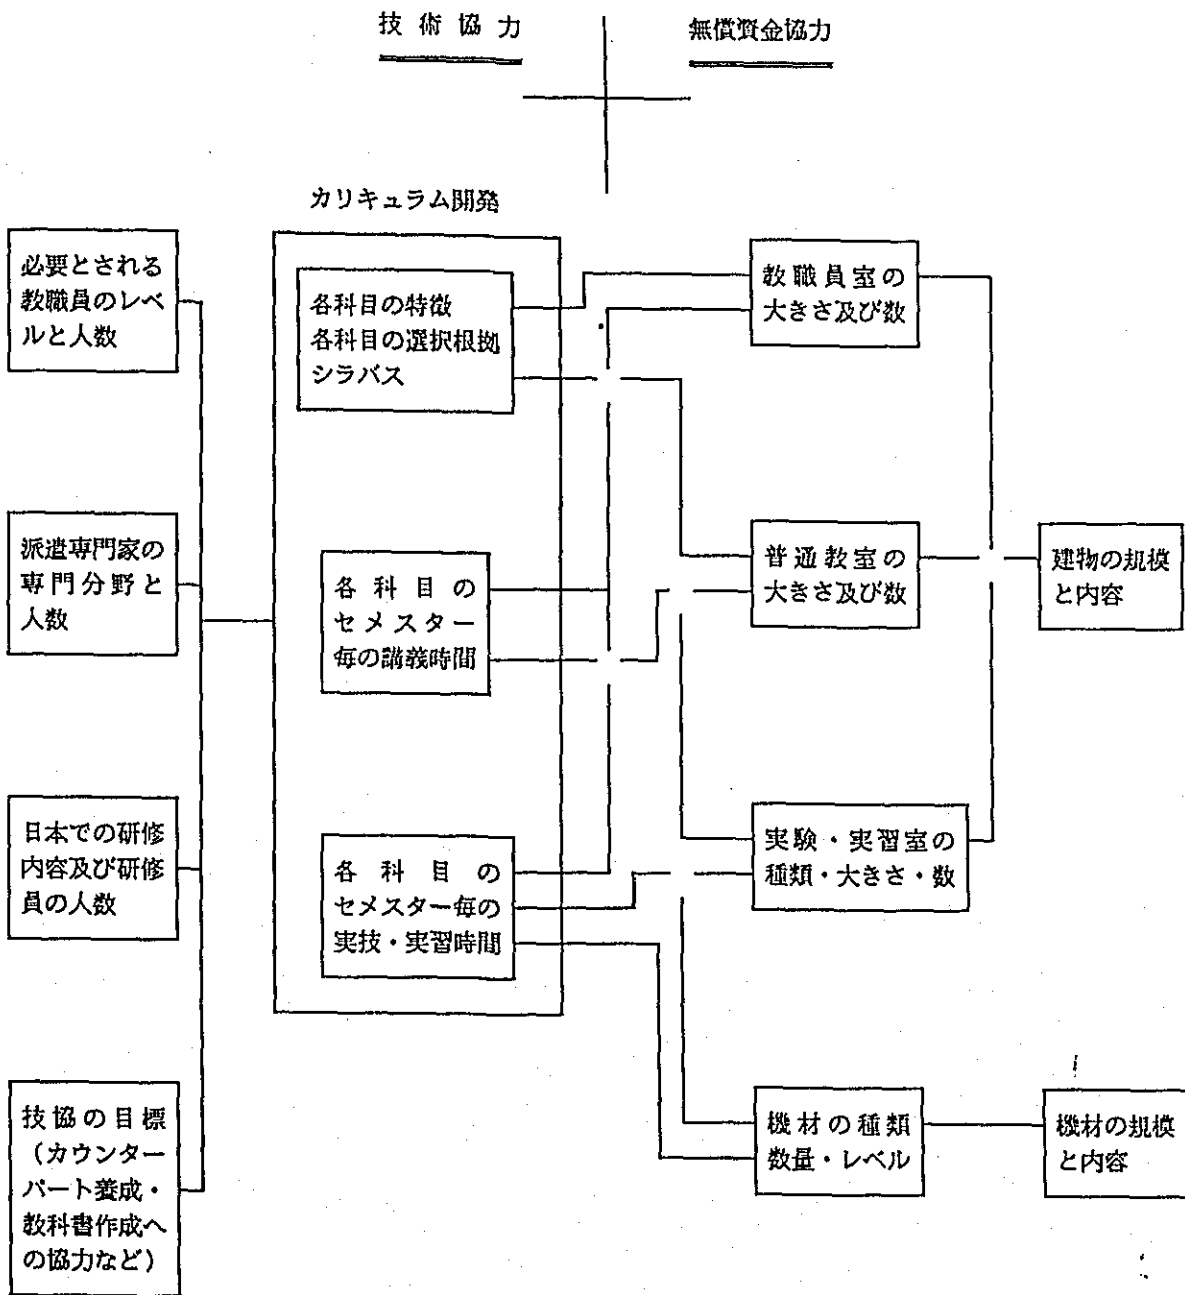 技術協力
無償資金協力
カリキュラム開発
必要とされる
教職員のレベ
ルと人数
派遣専門家の
専門分野と
人数
日本での研修
内容及び研修
員の人数
技協の目標
(カウンター
パート養成・
教科書作成へ
の協力など)
各科目の特徴
各科目の選択根拠
シラバス
各科目の
セメスター
毎の講義時間
各科目の
セメスター毎の
実技・実習時間
教職員室の
大きさ及び数
普通教室の
大きさ及び数
実験・実習室の
種類・大きさ・数
機材の種類
数量・レベル
建物の規模
と内容
機材の規模
と内容